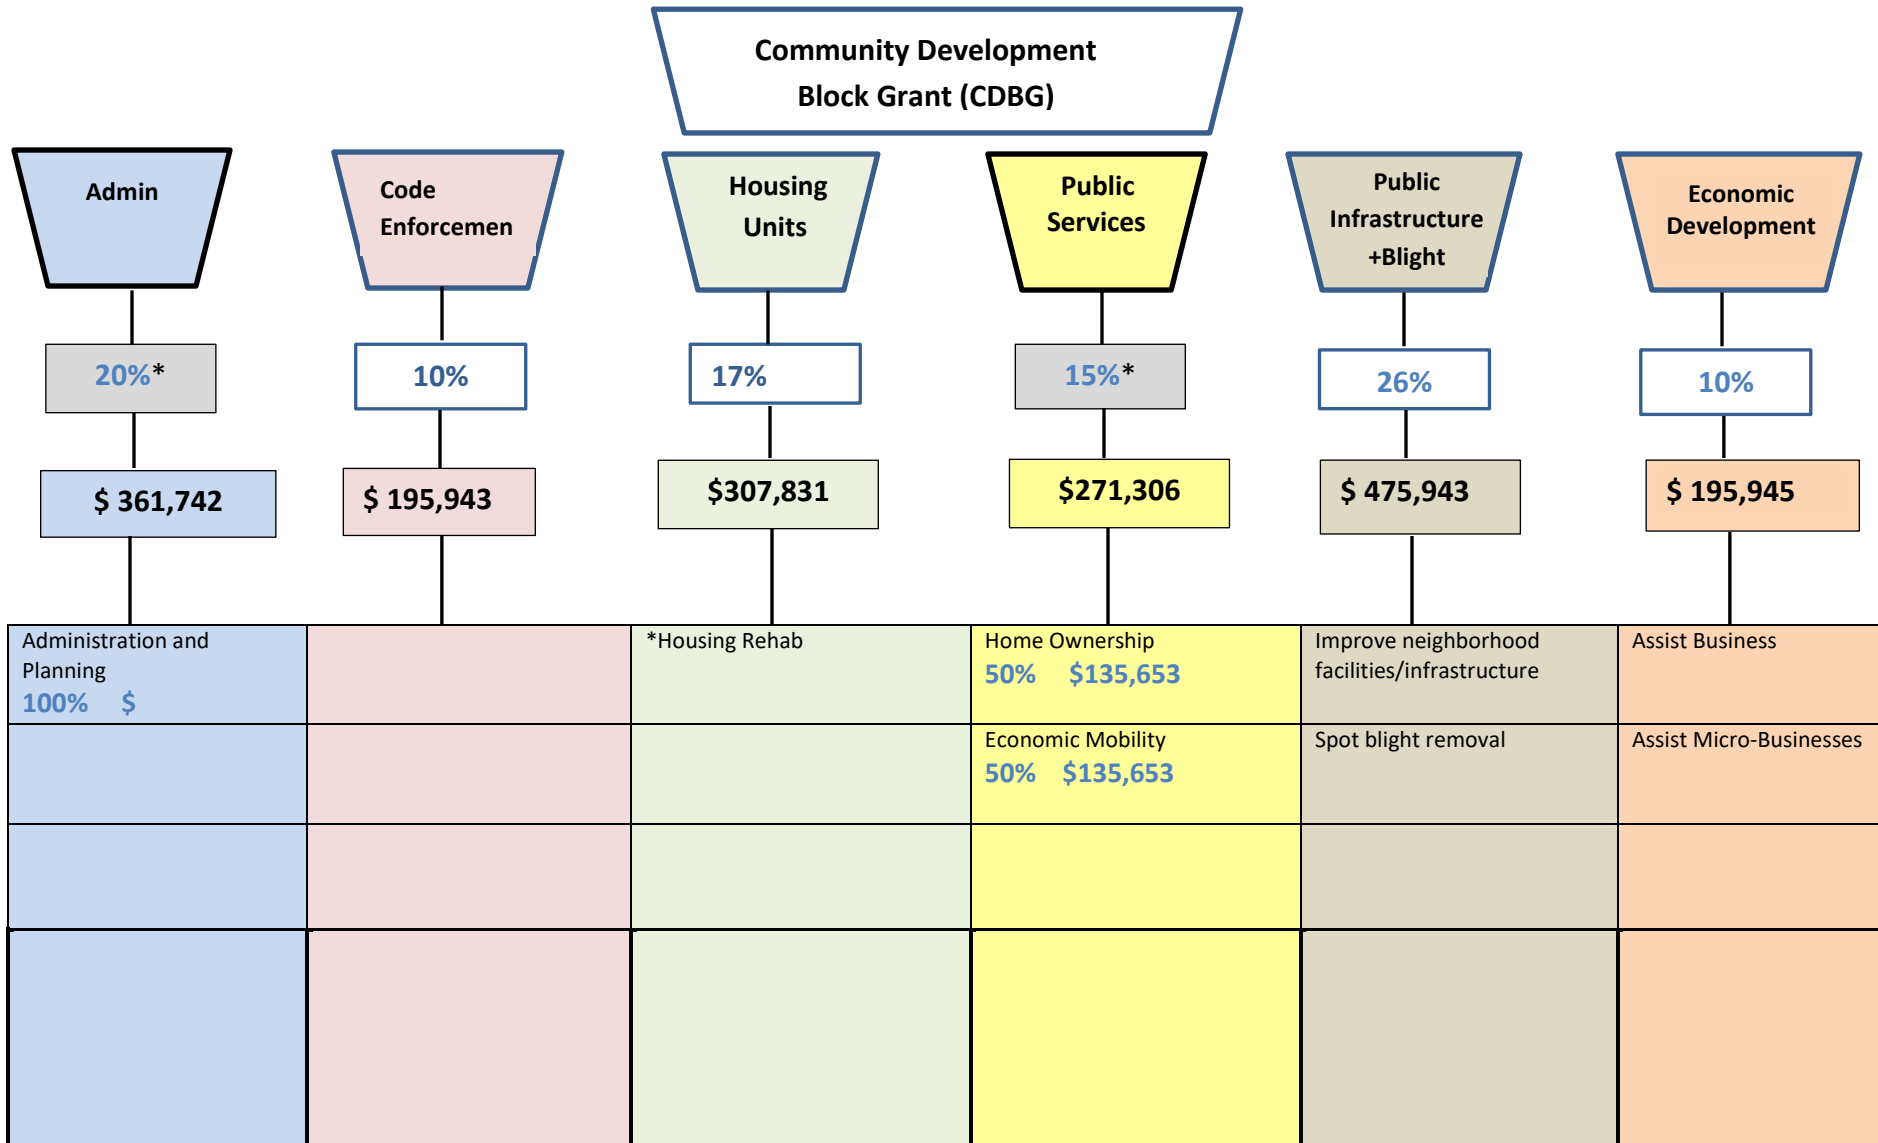 Community Development
Block Grant (CDBG)
Admin
Code
Enforcemen
Housing
Units
Public
Services
Public
Infrastructure
+Blight
Economic
Development
20%*
10%
17%
15%*
26%
10%
$ 361,742
$ 195,943
$307,831
$271,306
$ 475,943
$ 195,945
Administration and
Planning
100% $
*Housing Rehab
Home Ownership
50% $135,653
Improve neighborhood
facilities/infrastructure
Assist Business
Economic Mobility
50% $135,653
Spot blight removal
Assist Micro-Businesses